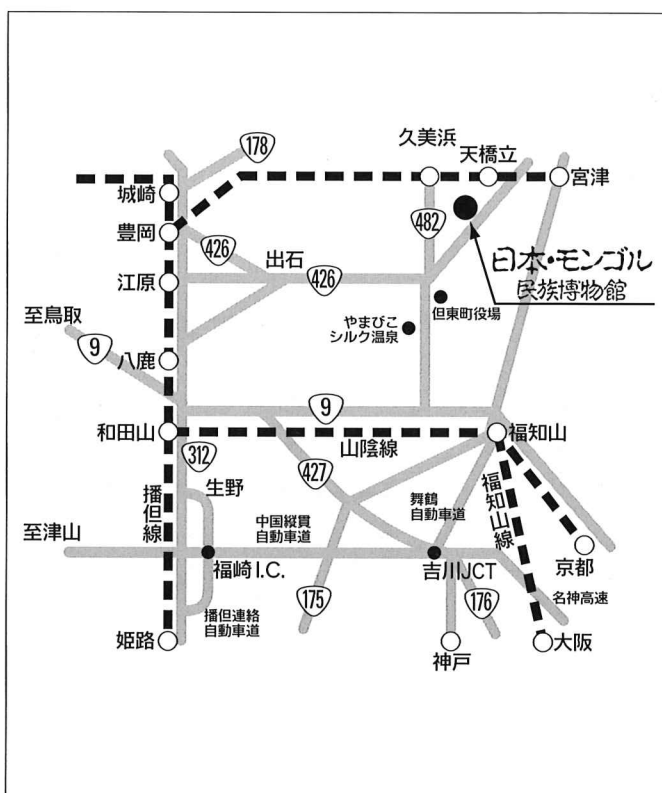 178
久美浜
天橋立
宮津
城崎
482
豊岡
426
出石
426
日本・モンゴル
民族博物館
江原
但東町役場
至鳥取
やまびこ
シルク温泉
9
八鹿
9
和田山
福知山
山陰線
312
生野
427
播但線
舞鶴
自動車道
福知山線
中国縦貫
自動車道
至津山
福崎I.C.
吉川JCT
京都
175
176
名神高速
播但連絡
自動車道
姫路
神戸
大阪